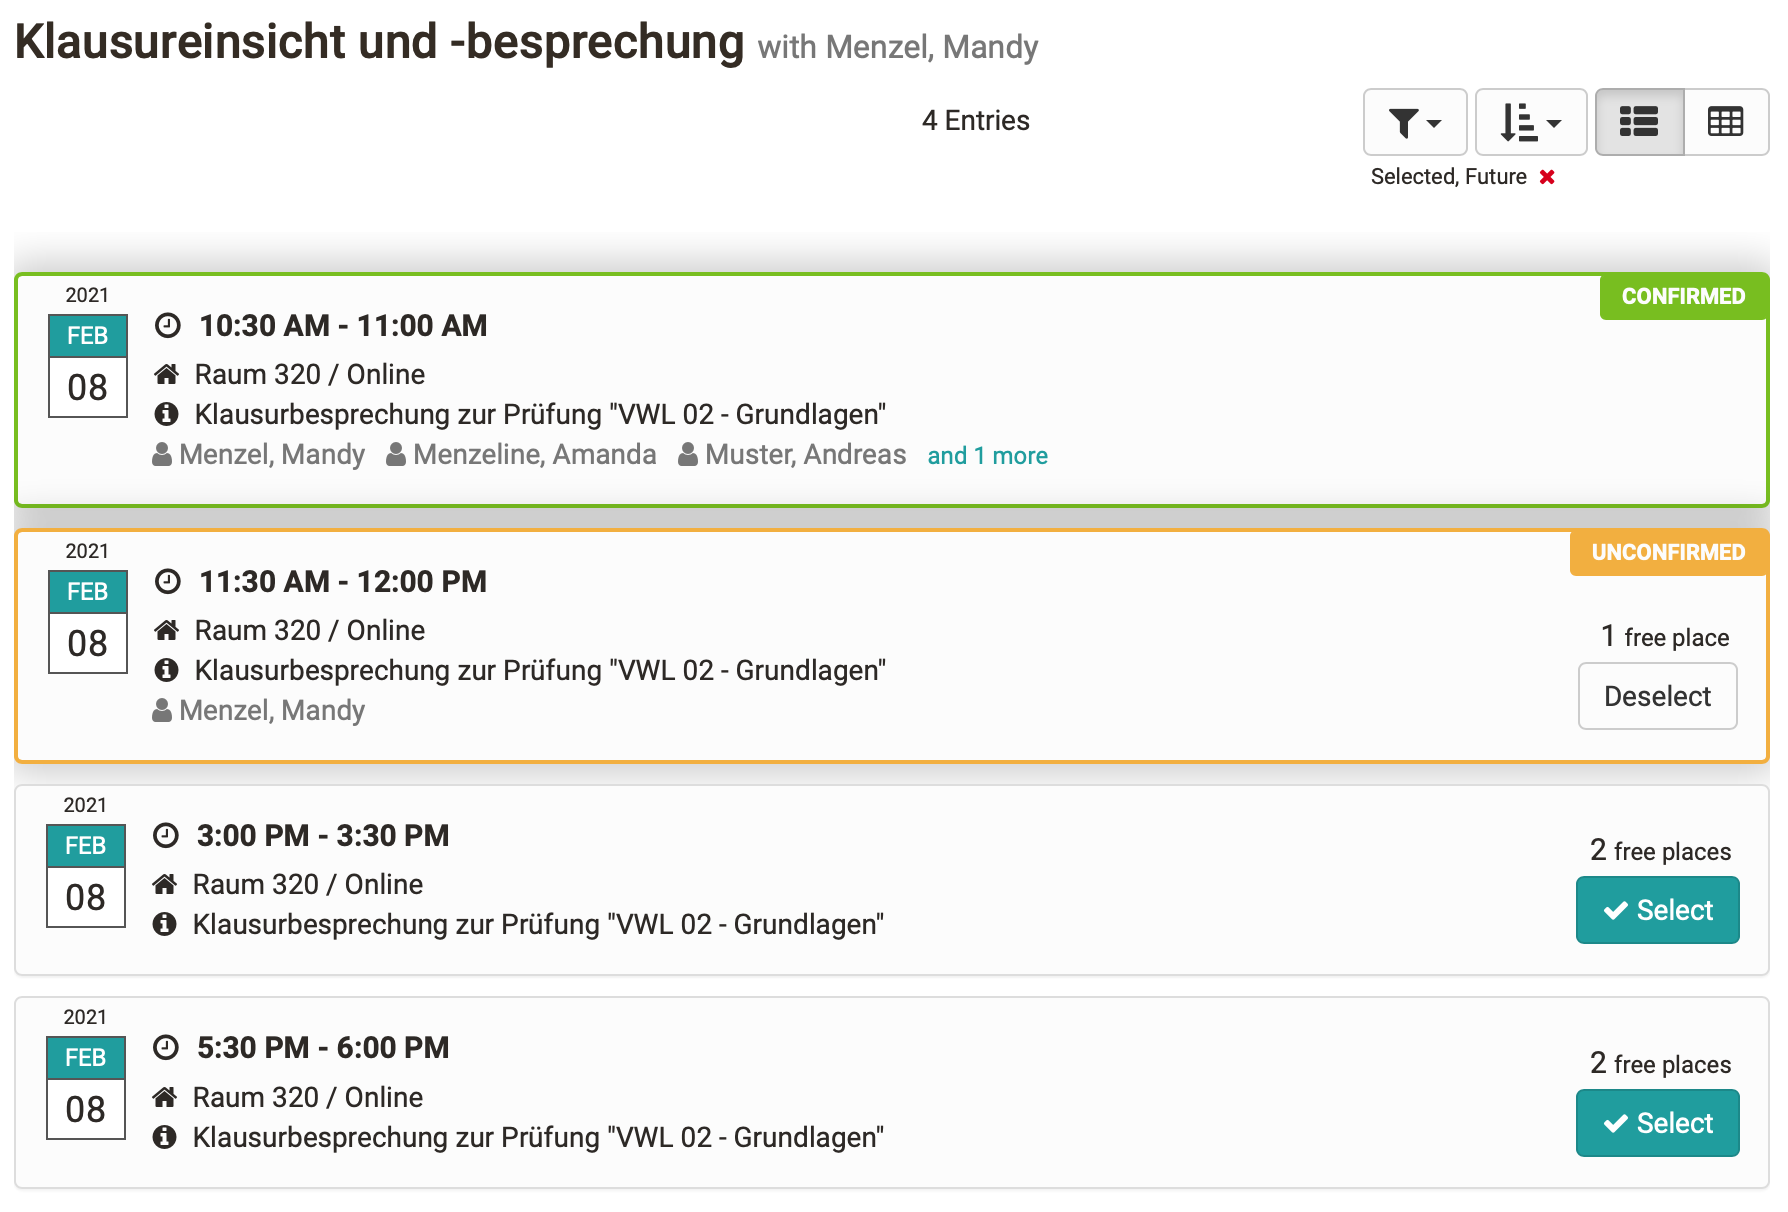 Klausureinsicht und -besprechung with Menzel, Mandy
4 Entries
Selected, Future
2021
FEB
08
CONFIRMED
10:30 AM - 11:00 AM
Raum 320 / Online
Klausurbesprechung zur Prüfung "VWL 02 - Grundlagen"
Menzel, Mandy Menzeline, Amanda Muster, Andreas and 1 more
2021
FEB
08
UNCONFIRMED
11:30 AM - 12:00 PM
Raum 320 / Online
Klausurbesprechung zur Prüfung "VWL 02 - Grundlagen"
Menzel, Mandy
1 free place
Deselect
2021
FEB
08
3:00 PM - 3:30 PM
Raum 320 / Online
Klausurbesprechung zur Prüfung "VWL 02 - Grundlagen"
2 free places
Select
2021
FEB
08
5:30 PM - 6:00 PM
Raum 320 / Online
Klausurbesprechung zur Prüfung "VWL 02 - Grundlagen"
2 free places
Select